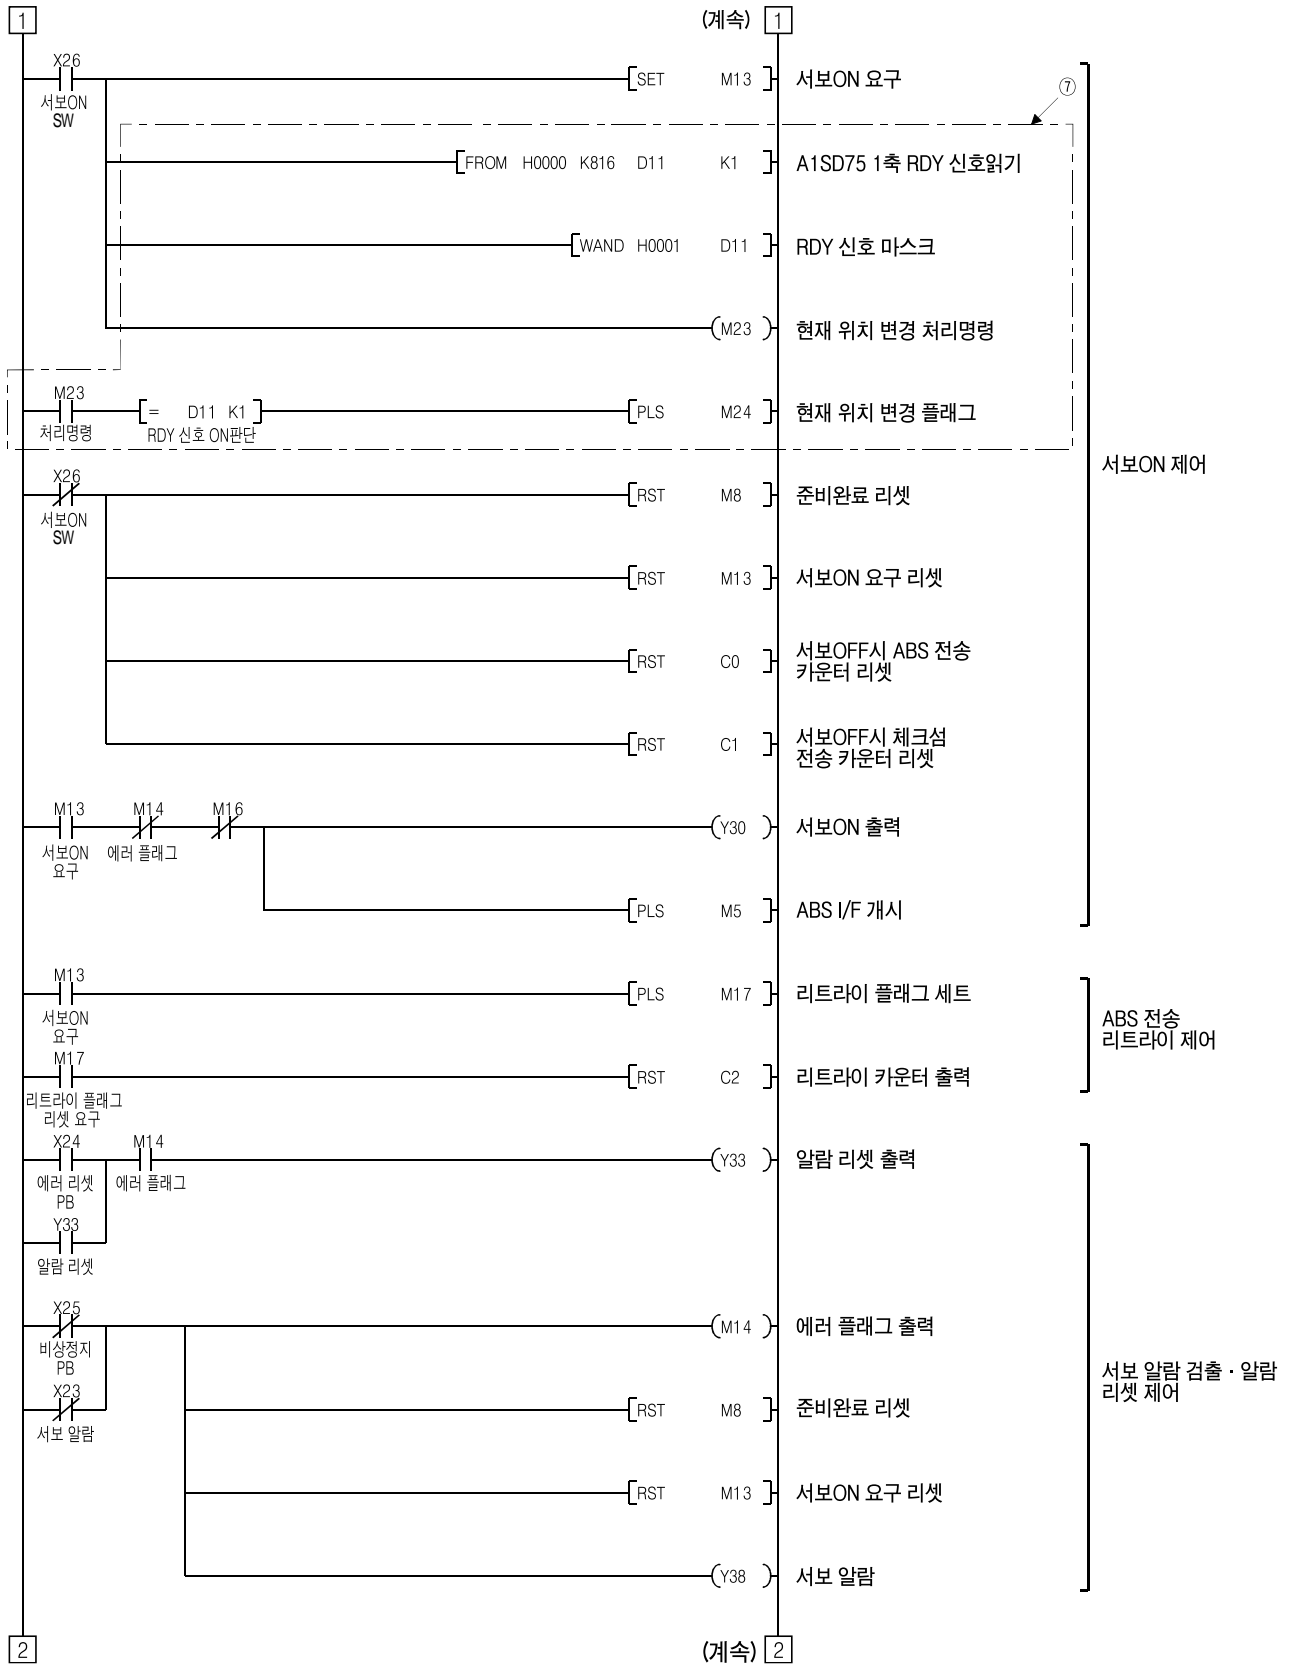 1 (계속) 1
X26
서보ON
SW
SET M13 서보ON 요구
⑦
FROM H0000 K816 D11 K1 A1SD75 1축 RDY 신호읽기
WAND H0001 D11 RDY 신호 마스크
M23 현재 위치 변경 처리명령
M23
처리명령
= D11 K1
RDY 신호 ON판단
PLS M24 현재 위치 변경 플래그
서보ON 제어
X26
서보ON
SW
RST M8 준비완료 리셋
RST M13 서보ON 요구 리셋
RST C0 서보OFF시 ABS 전송
카운터 리셋
RST C1 서보OFF시 체크섬
전송 카운터 리셋
M13 M14 M16
서보ON
요구
에러 플래그
Y30 서보ON 출력
PLS M5 ABS I/F 개시
M13
서보ON
요구
PLS M17 리트라이 플래그 세트
ABS 전송
리트라이 제어
M17
리트라이 플래그
리셋 요구
RST C2 리트라이 카운터 출력
X24 M14
에러 리셋
PB
에러 플래그
Y33 알람 리셋 출력
Y33
알람 리셋
X25
비상정지
PB
M14 에러 플래그 출력
서보 알람 검출 · 알람
리셋 제어
X23
서보 알람
RST M8 준비완료 리셋
RST M13 서보ON 요구 리셋
Y38 서보 알람
2 (계속) 2